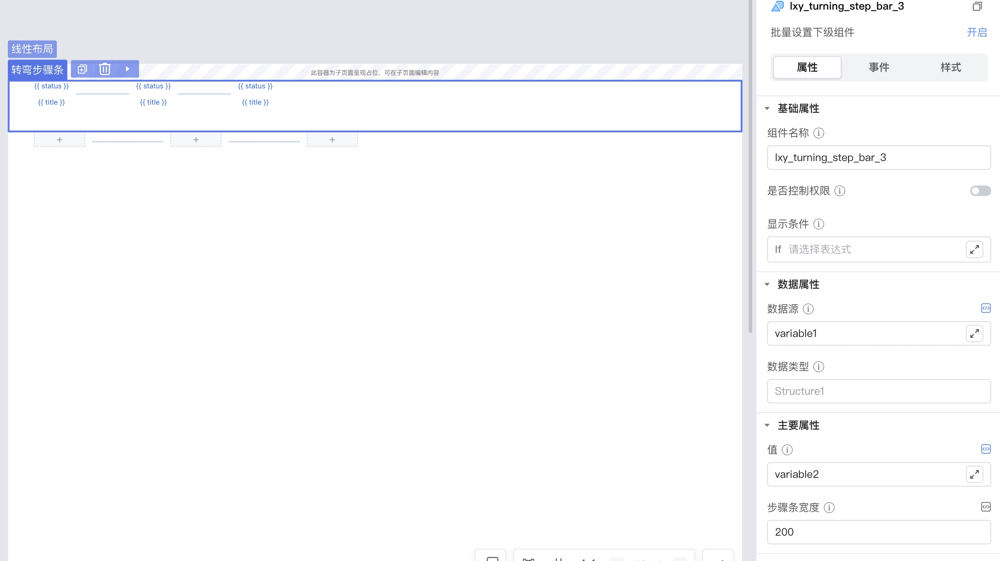 lxy_turning_step_bar_3
批量设置下级组件
开启
属性
事件
样式
基础属性
组件名称
lxy_turning_step_bar_3
是否控制权限
显示条件
If 请选择表达式
数据属性
数据源
variable1
数据类型
Structure1
主要属性
值
variable2
步骤条宽度
200
线性布局
转弯步骤条
此容器为子页面呈现占位，可在子页面编辑内容
{{ status }}
{{ status }}
{{ status }}
{{ title }}
{{ title }}
{{ title }}